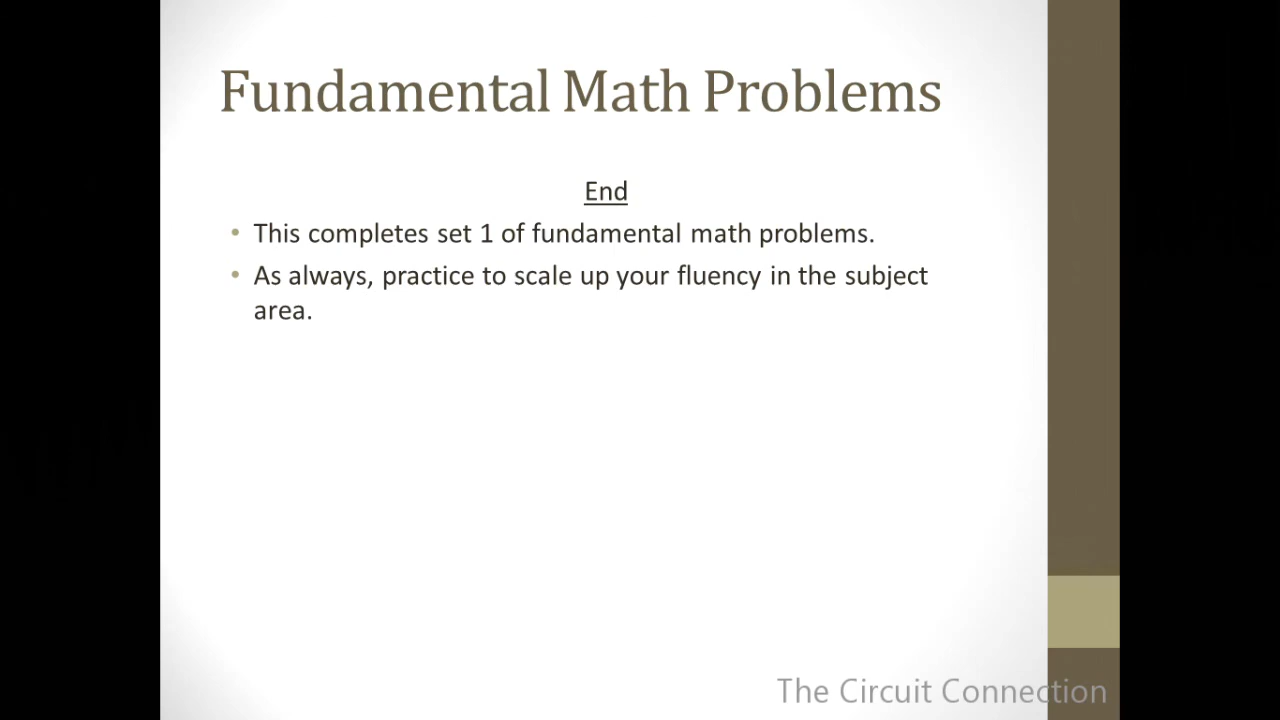 Fundamental Math Problems
End
• This completes set 1 of fundamental math problems.
• As always, practice to scale up your fluency in the subject
area.
The Circuit Connection